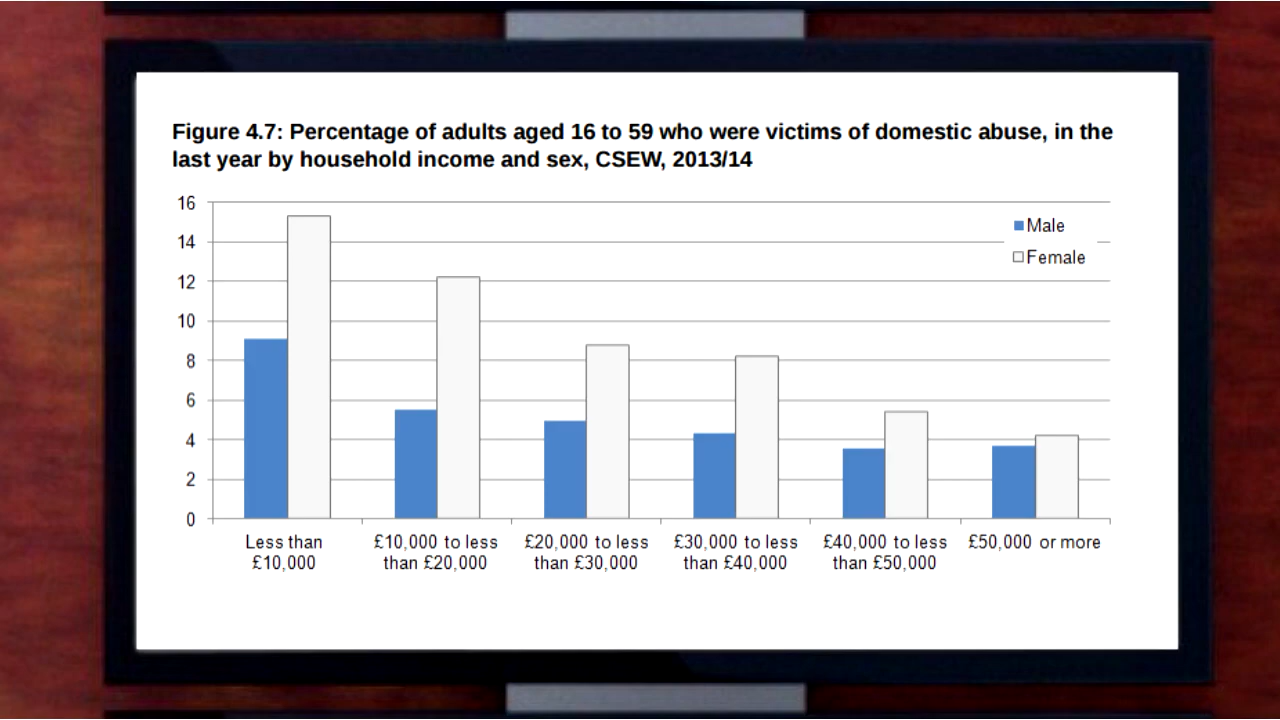 Figure 4.7: Percentage of adults aged 16 to 59 who were victims of domestic abuse, in the
last year by household income and sex, CSEW, 2013/14
16
14
12
10
8
6
4
2
0
Male
Female
Less than
£10,000
£10,000 to less
than £20,000
£20,000 to less
than £30,000
£30,000 to less
than £40,000
£40,000 to less
than £50,000
£50,000 or more